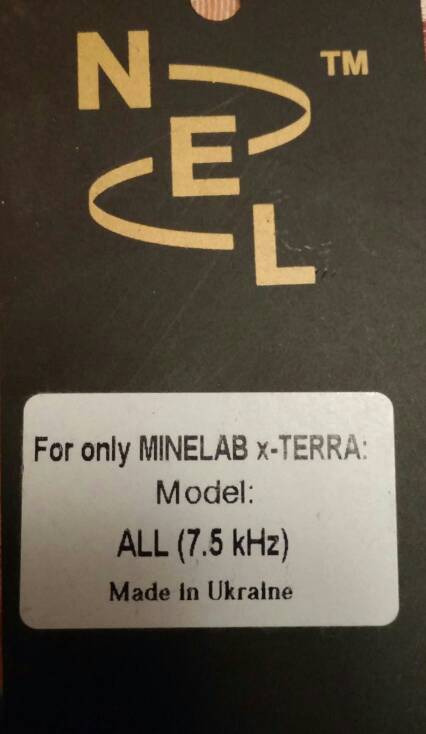 NEL TM
For only MINELAB x-TERRA:
Model:
ALL (7.5 kHz)
Made in Ukraine